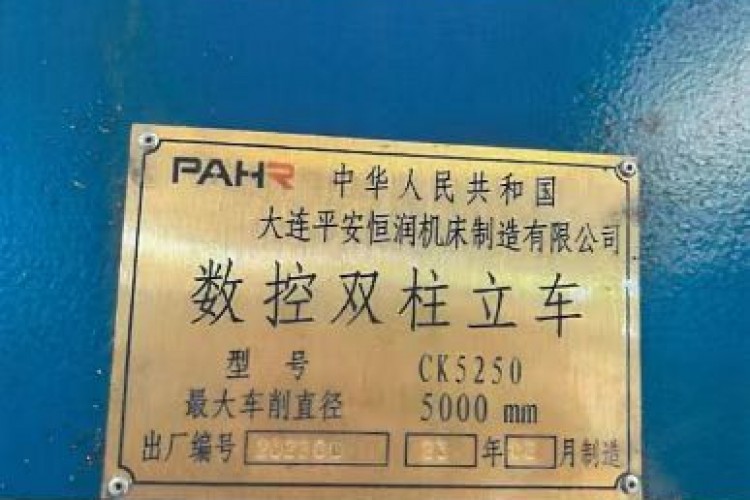 PAHR 中华人民共和国
大连平安恒润机床制造有限公司
数控双柱立车
型号 CK5250
最大车削直径 5000 mm
出厂编号 23 年 月制造